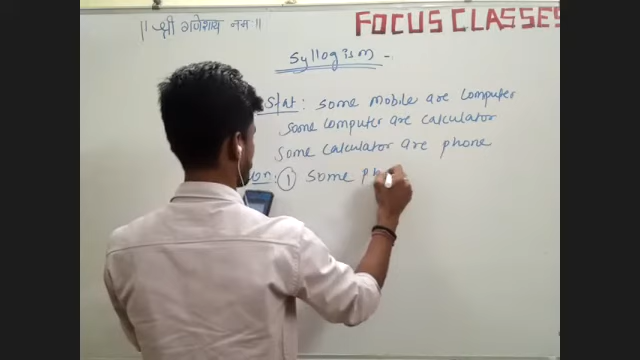 || श्री गणेशाय नमः ||
FOCUS CLASSES
Syllogism -
Stat: Some mobile are computer
Some computer are calculator
Some calculator are phone
① Some ph